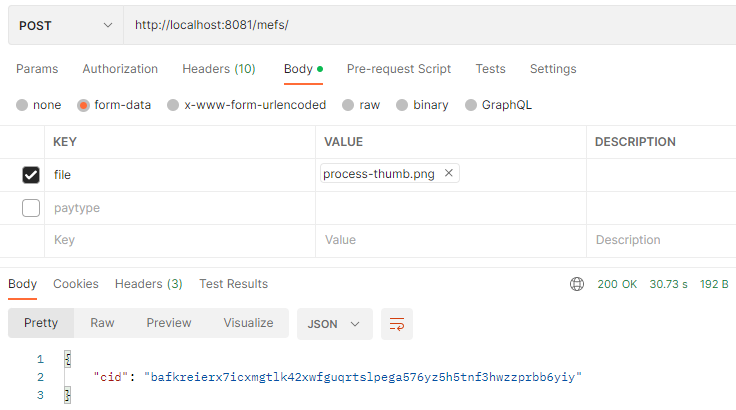 POST http://localhost:8081/mefs/
Params Authorization Headers (10) Body Pre-request Script Tests Settings
none form-data x-www-form-urlencoded raw binary GraphQL
KEY VALUE DESCRIPTION
file process-thumb.png
paytype
Key Value Description
Body Cookies Headers (3) Test Results 200 OK 30.73 s 192 B
Pretty Raw Preview Visualize JSON
1 {
2 "cid": "bafkreierx7icxmgtlk42xwfguqrtslpega576yz5h5tnf3hwzzprbb6yiy"
3 }